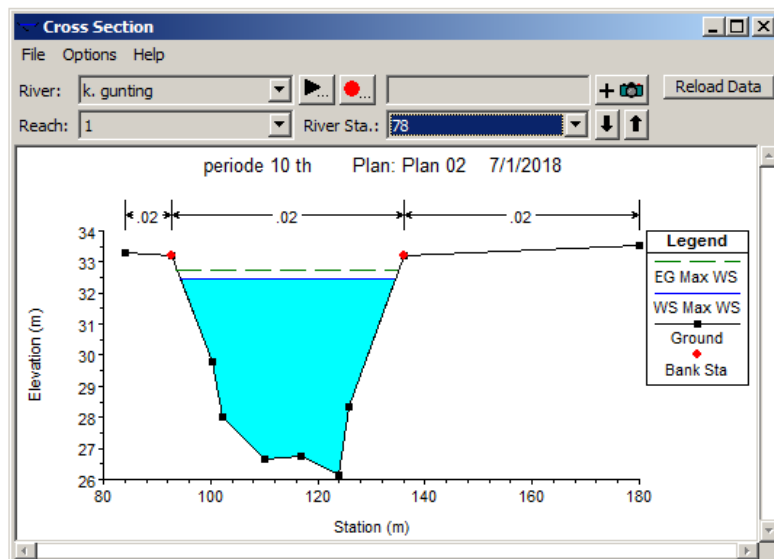 Cross Section
File Options Help
River: k. gunting ... ... + Reload Data
Reach: 1 River Sta.: 78
periode 10 th Plan: Plan 02 7/1/2018
.02 .02 .02
Legend
EG Max WS
WS Max WS
Ground
Bank Sta
34
33
32
31
30
29
28
27
26
Elevation (m)
80 100 120 140 160 180
Station (m)